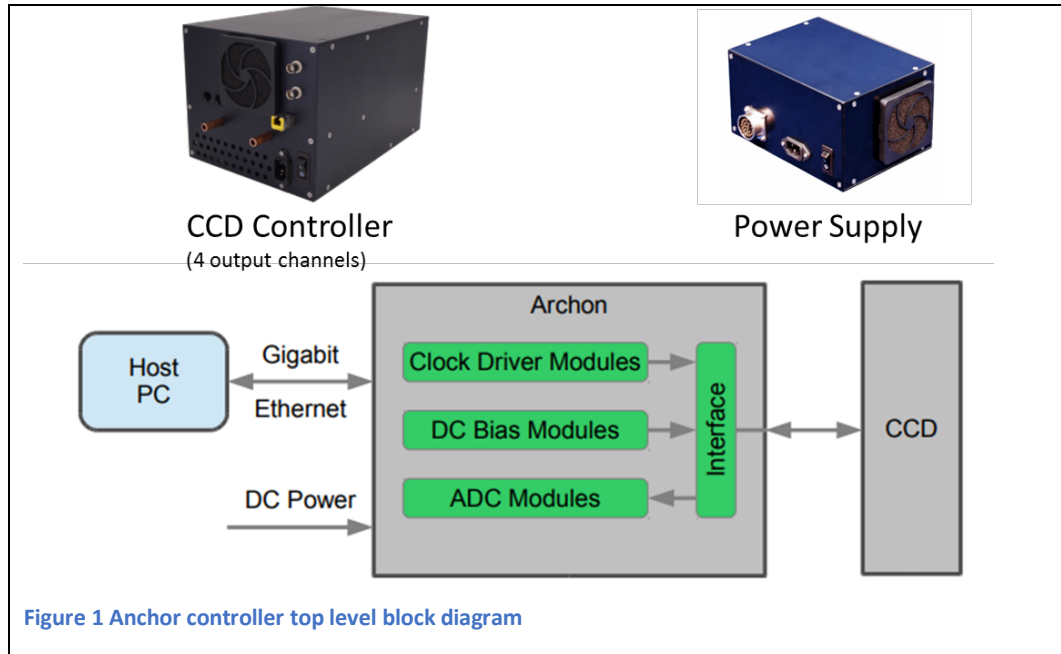 CCD Controller
(4 output channels)
Power Supply
Archon
Host
PC
Gigabit
Ethernet
DC Power
Clock Driver Modules
DC Bias Modules
ADC Modules
Interface
CCD
Figure 1 Anchor controller top level block diagram